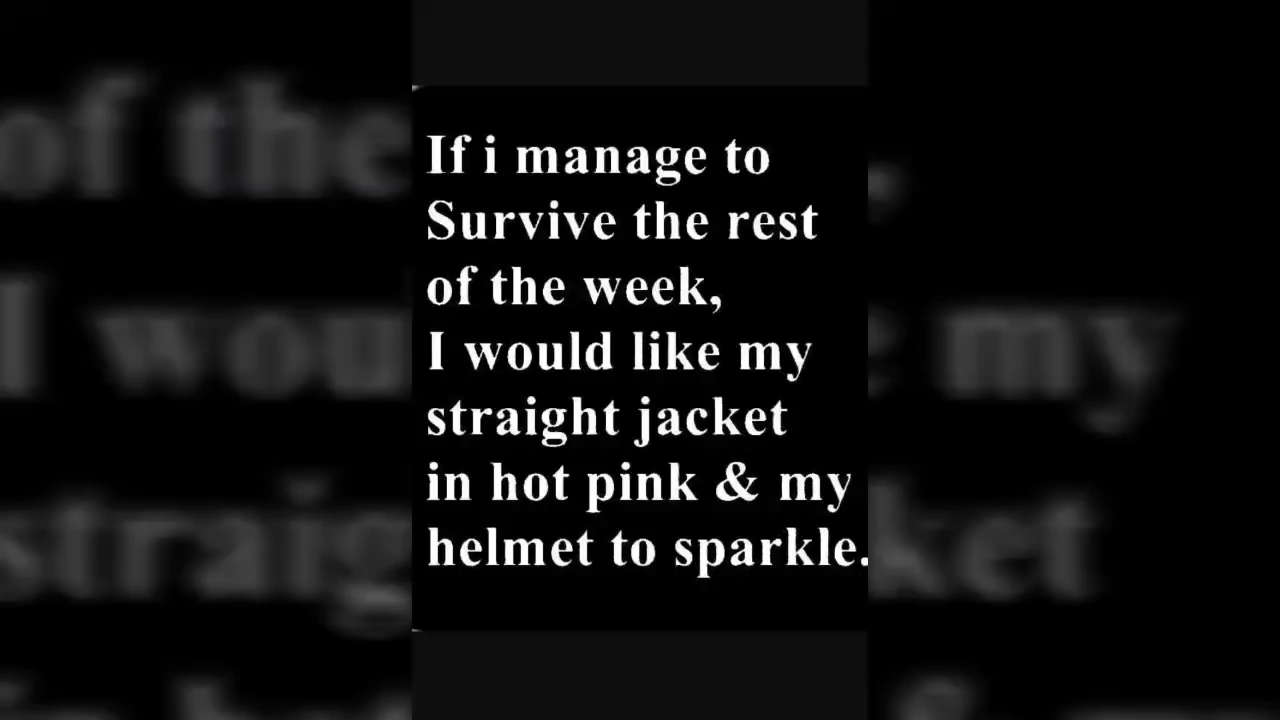 If i manage to
Survive the rest
of the week,
I would like my
straight jacket
in hot pink & my
helmet to sparkle.